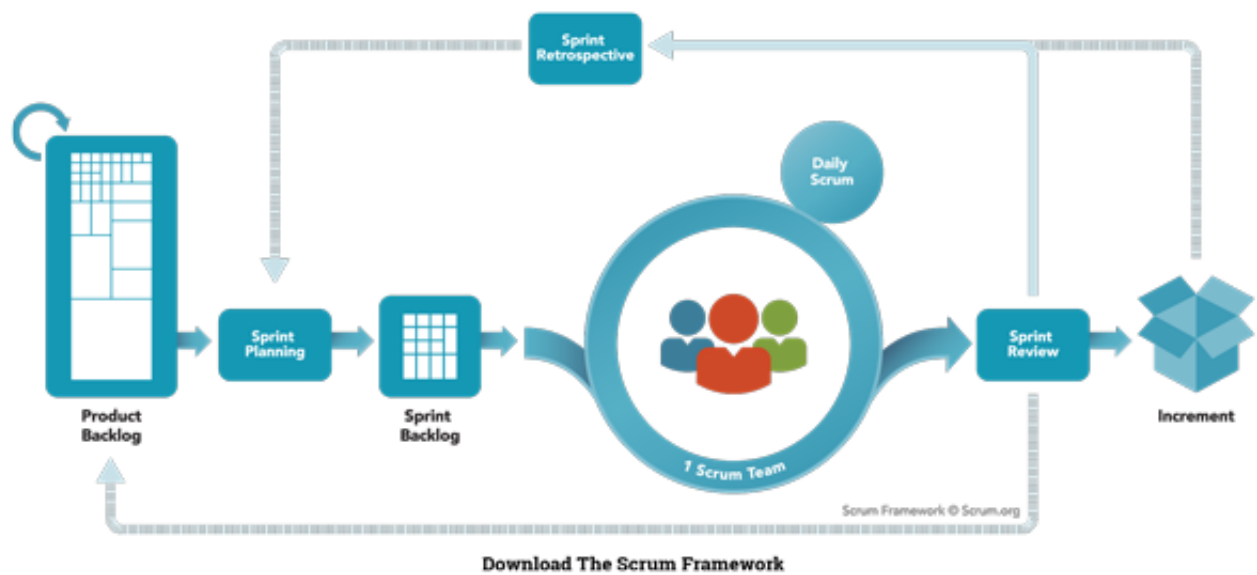 Sprint
Retrospective
Daily
Scrum
Sprint
Planning
Sprint
Review
Product
Backlog
Sprint
Backlog
Increment
1 Scrum Team
Scrum Framework © Scrum.org
Download The Scrum Framework